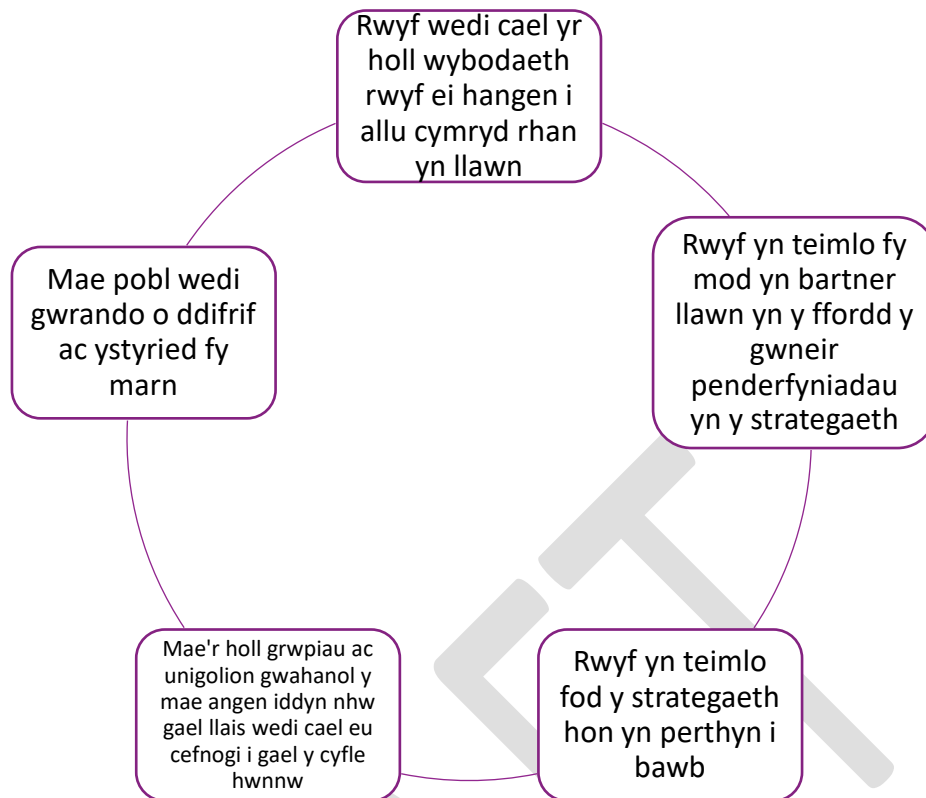 Rwyf wedi cael yr
holl wybodaeth
rwyf ei hangen i
allu cymryd rhan
yn llawn
Rwyf yn teimlo fy
mod yn bartner
llawn yn y ffordd y
gwneir
penderfyniadau
yn y strategaeth
Rwyf yn teimlo
fod y strategaeth
hon yn perthyn i
bawb
Mae'r holl grwpiau ac
unigolion gwahanol y
mae angen iddyn nhw
gael llais wedi cael eu
cefnogi i gael y cyfle
hwnnw
Mae pobl wedi
gwrando o ddifrif
ac ystyried fy
marn